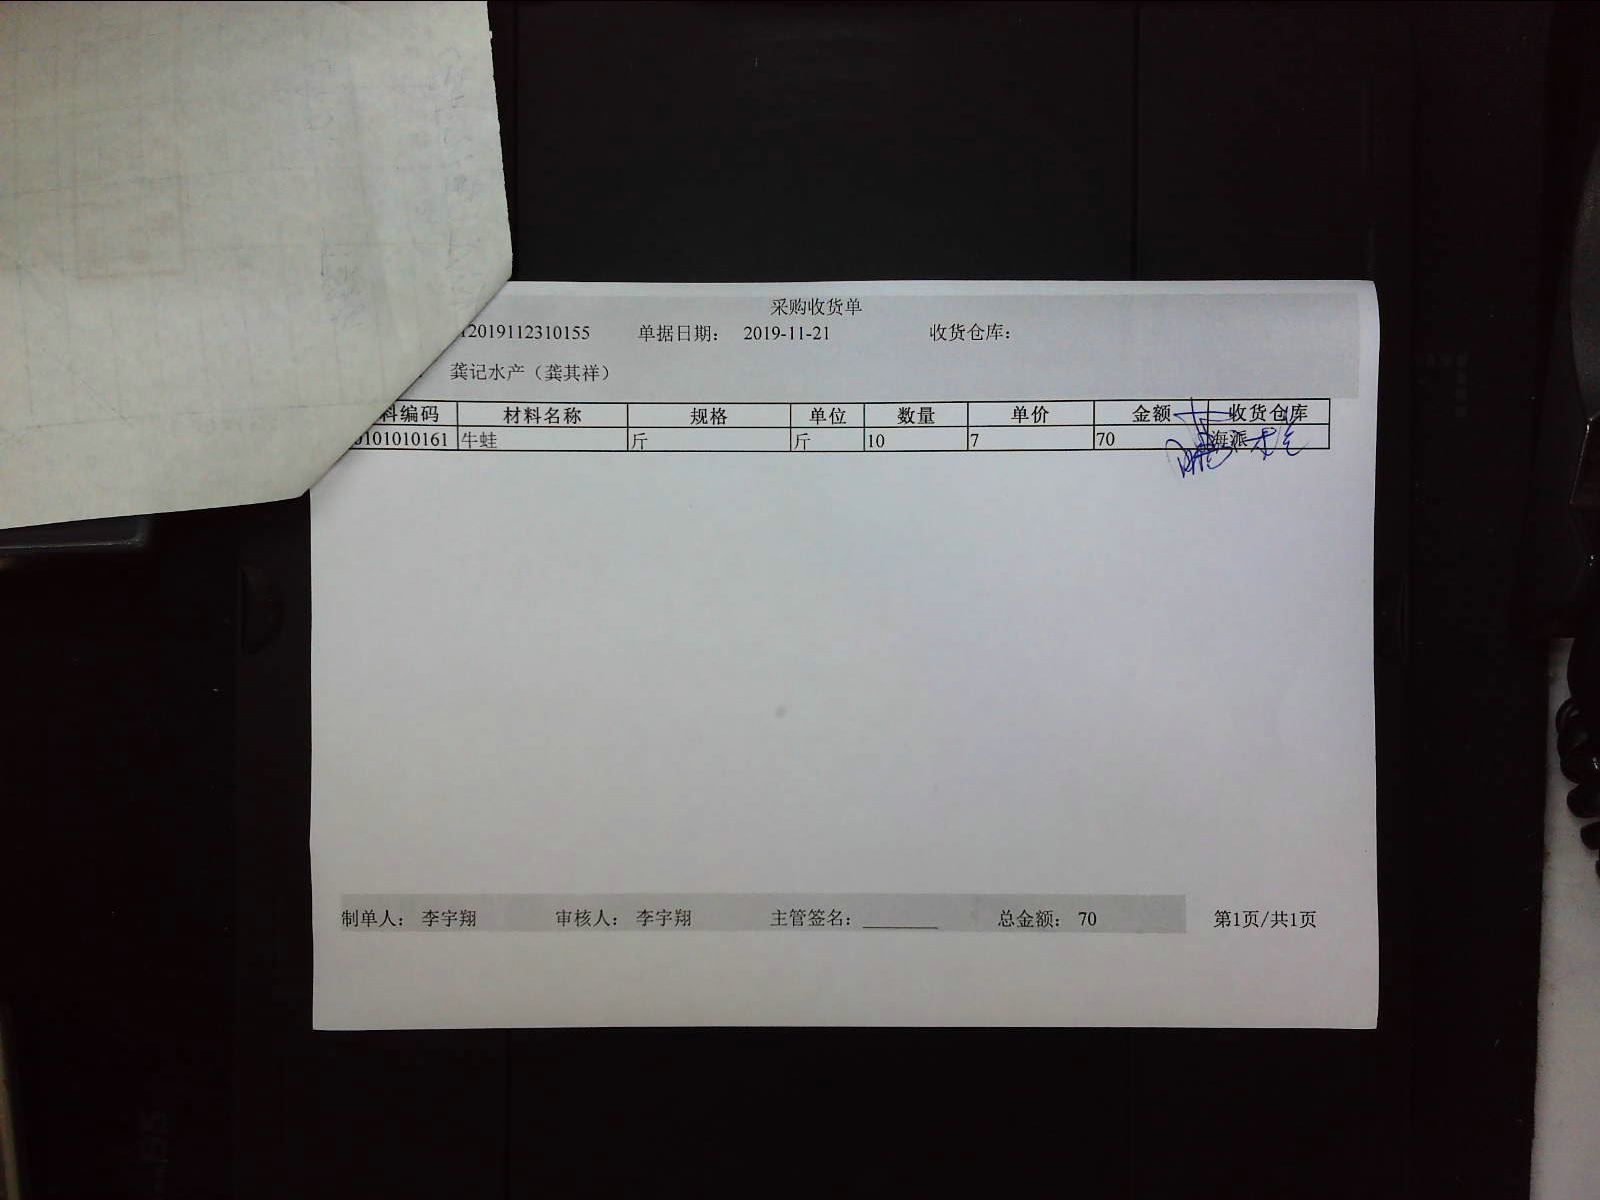 采购收货单
2019112310155 单据日期： 2019-11-21 收货仓库：
龚记水产（龚其祥）
料编码 材料名称 规格 单位 数量 单价 金额 收货仓库
0101010161 牛蛙 斤 斤 10 7 70 海派
制单人： 李宇翔 审核人： 李宇翔 主管签名： 总金额： 70 第1页/共1页